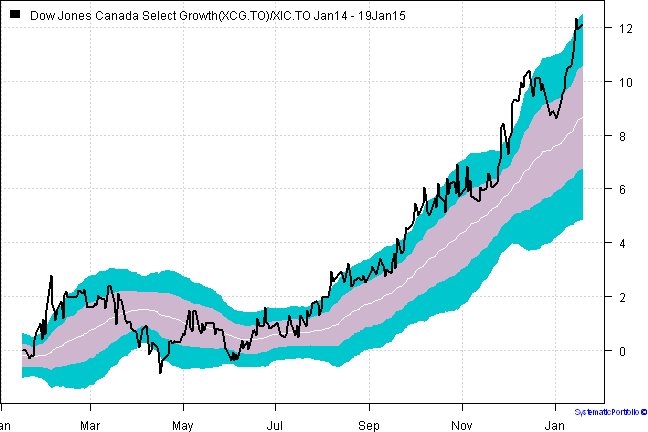 Dow Jones Canada Select Growth(XCG.TO)/XIC.TO Jan14 - 19Jan15
12
10
8
6
4
2
0
an Mar May Jul Sep Nov Jan
SystematicPortfolio ©